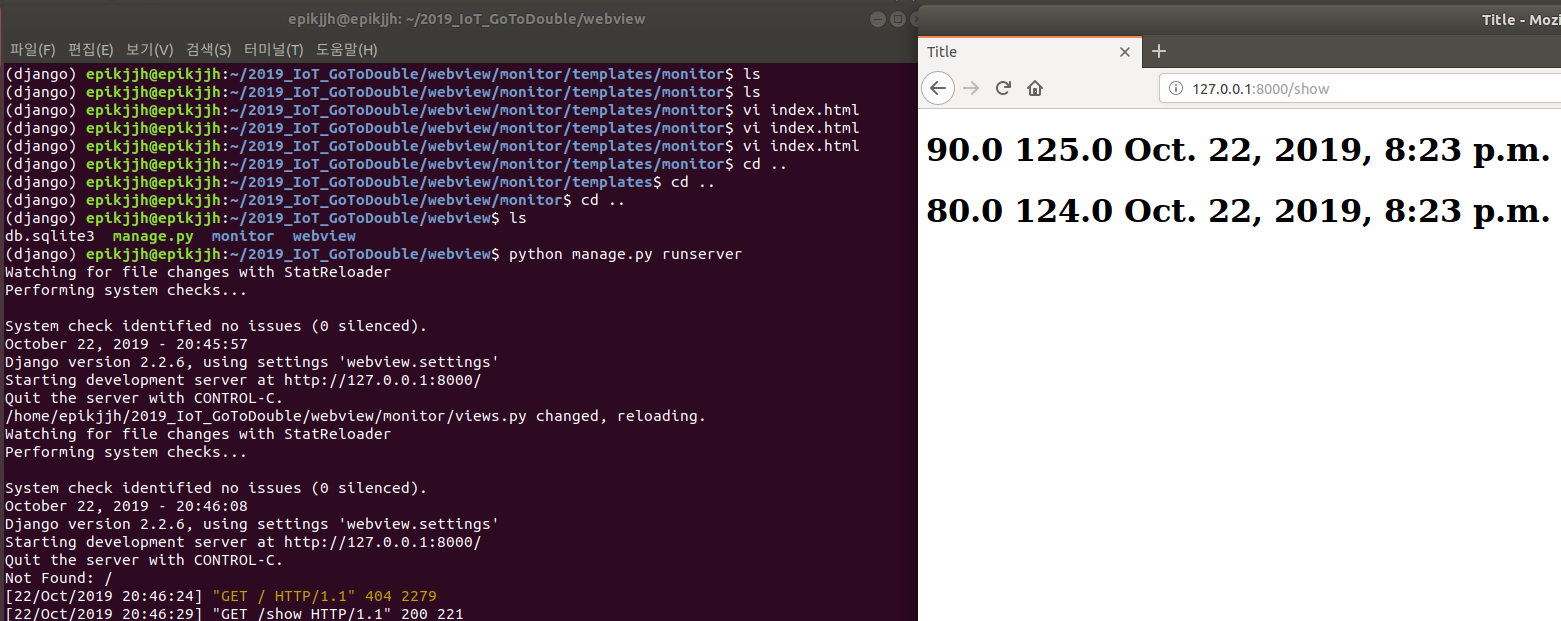 epikjjh@epikjjh: ~/2019_IoT_GoToDouble/webview
파일(F) 편집(E) 보기(V) 검색(S) 터미널(T) 도움말(H)
(django) epikjjh@epikjjh:~/2019_IoT_GoToDouble/webview/monitor/templates/monitor$ ls
(django) epikjjh@epikjjh:~/2019_IoT_GoToDouble/webview/monitor/templates/monitor$ ls
(django) epikjjh@epikjjh:~/2019_IoT_GoToDouble/webview/monitor/templates/monitor$ vi index.html
(django) epikjjh@epikjjh:~/2019_IoT_GoToDouble/webview/monitor/templates/monitor$ vi index.html
(django) epikjjh@epikjjh:~/2019_IoT_GoToDouble/webview/monitor/templates/monitor$ vi index.html
(django) epikjjh@epikjjh:~/2019_IoT_GoToDouble/webview/monitor/templates/monitor$ cd ..
(django) epikjjh@epikjjh:~/2019_IoT_GoToDouble/webview/monitor/templates$ cd ..
(django) epikjjh@epikjjh:~/2019_IoT_GoToDouble/webview/monitor$ cd ..
(django) epikjjh@epikjjh:~/2019_IoT_GoToDouble/webview$ ls
db.sqlite3 manage.py monitor webview
(django) epikjjh@epikjjh:~/2019_IoT_GoToDouble/webview$ python manage.py runserver
Watching for file changes with StatReloader
Performing system checks...
System check identified no issues (0 silenced).
October 22, 2019 - 20:45:57
Django version 2.2.6, using settings 'webview.settings'
Starting development server at http://127.0.0.1:8000/
Quit the server with CONTROL-C.
/home/epikjjh/2019_IoT_GoToDouble/webview/monitor/views.py changed, reloading.
Watching for file changes with StatReloader
Performing system checks...
System check identified no issues (0 silenced).
October 22, 2019 - 20:46:08
Django version 2.2.6, using settings 'webview.settings'
Starting development server at http://127.0.0.1:8000/
Quit the server with CONTROL-C.
Not Found: /
[22/Oct/2019 20:46:24] "GET / HTTP/1.1" 404 2279
[22/Oct/2019 20:46:29] "GET /show HTTP/1.1" 200 221
Title - Mozi
Title
127.0.0.1:8000/show
90.0 125.0 Oct. 22, 2019, 8:23 p.m.
80.0 124.0 Oct. 22, 2019, 8:23 p.m.